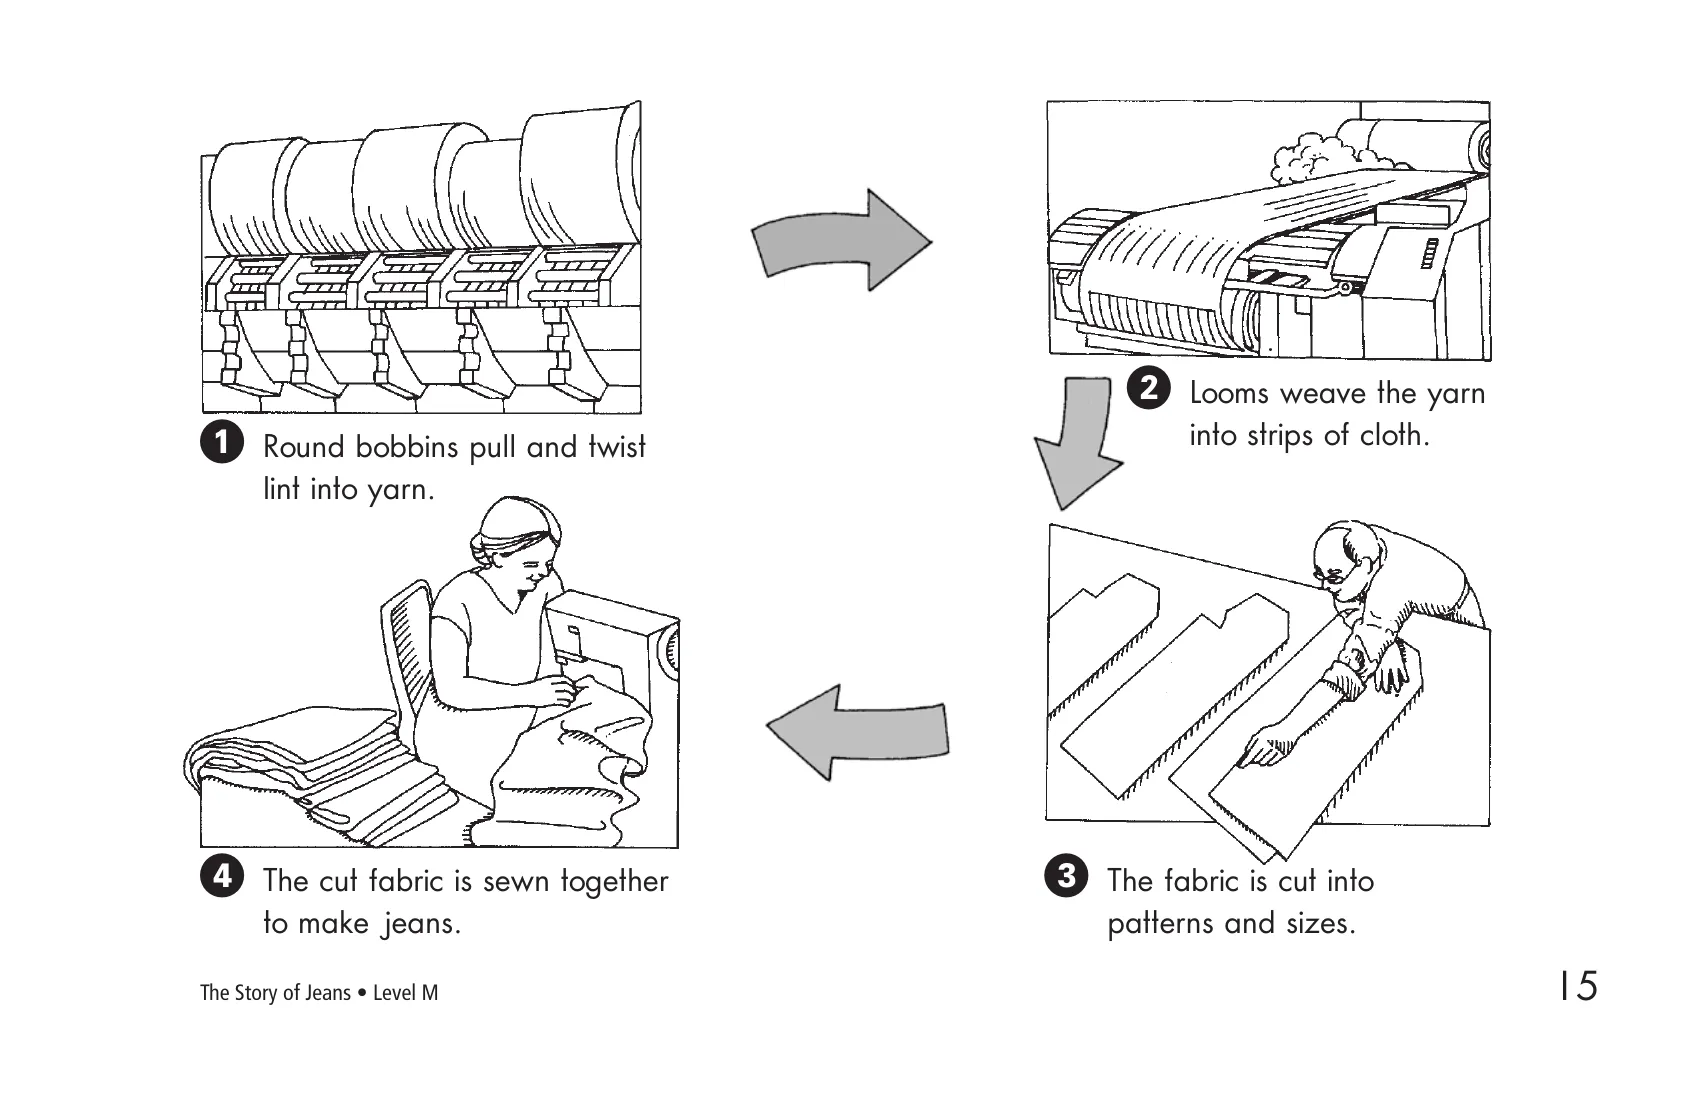 1 Round bobbins pull and twist
lint into yarn.
2 Looms weave the yarn
into strips of cloth.
3 The fabric is cut into
patterns and sizes.
4 The cut fabric is sewn together
to make jeans.
The Story of Jeans • Level M
15